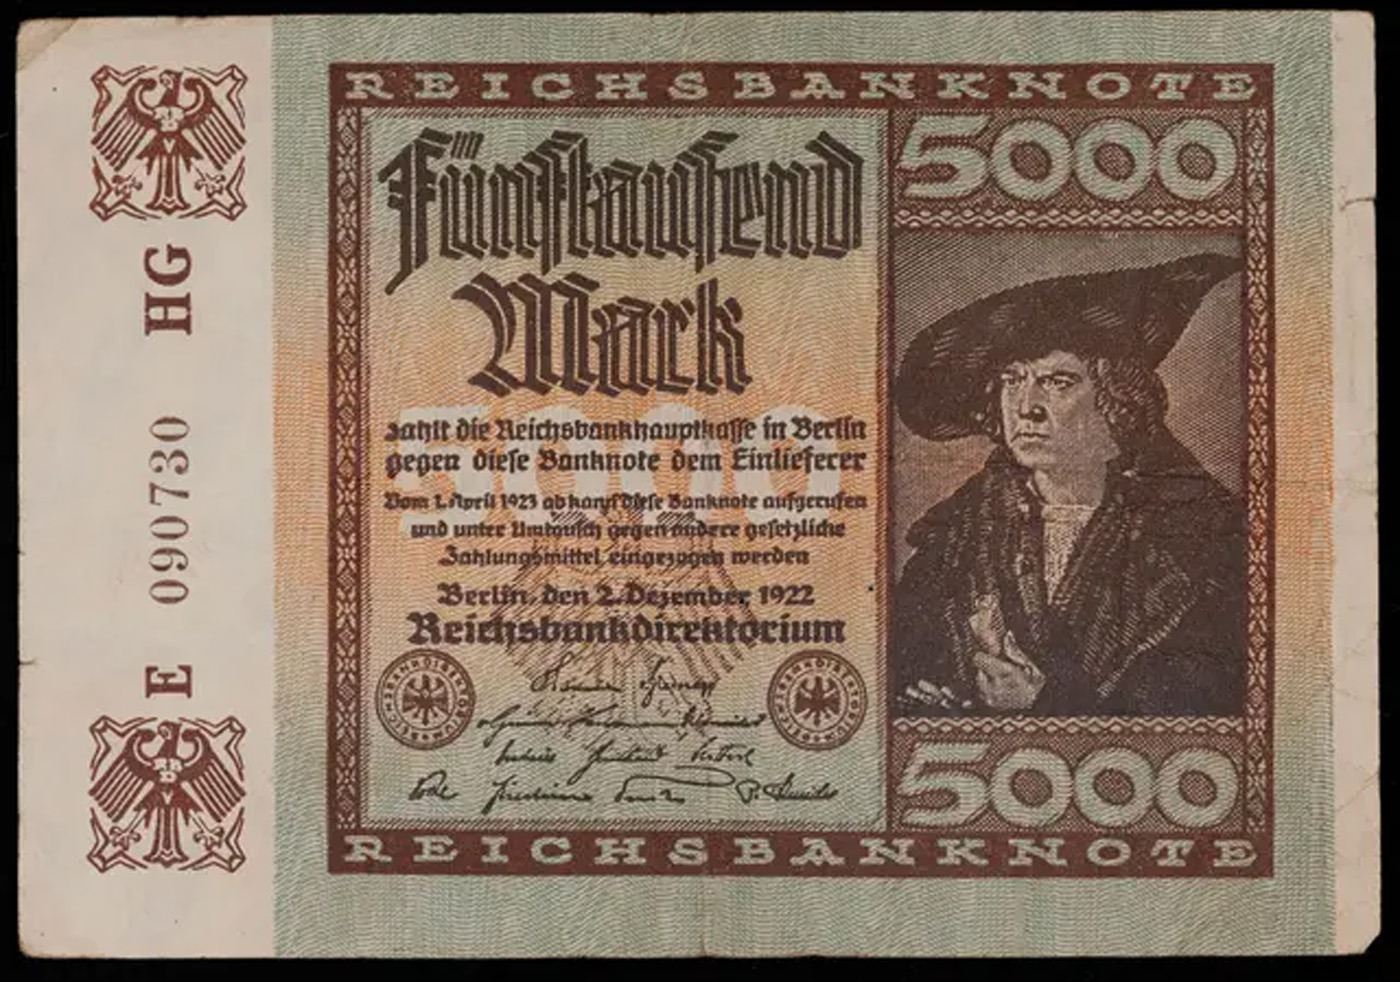 REICHSBANKNOTE
HG
090730
E
Fünftausend
Mark
5000
zahlt die Reichsbankhauptkasse in Berlin
gegen diese Banknote dem Einlieferer
Vom 1. April 1923 ab kann diese Banknote aufgerufen
und unter Umtausch gegen andere gesetzliche
Zahlungsmittel eingezogen werden
Berlin, den 2. Dezember 1922
Reichsbankdirektorium
5000
5000
REICHSBANKNOTE